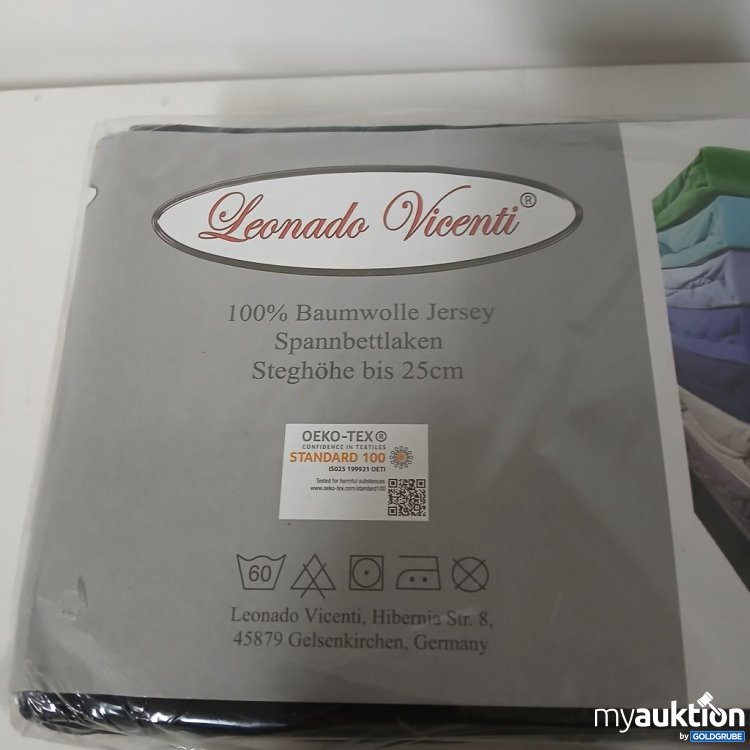 Leonado Vicenti®
100% Baumwolle Jersey
Spannbettlaken
Steghöhe bis 25cm
OEKO-TEX®
CONFIDENCE IN TEXTILES
STANDARD 100
IS025 199921 OETI
Tested for harmful substances.
www.oeko-tex.com/standard100
60
Leonado Vicenti, Hibernia Str. 8,
45879 Gelsenkirchen, Germany
myauktion
by GOLDGRUBE